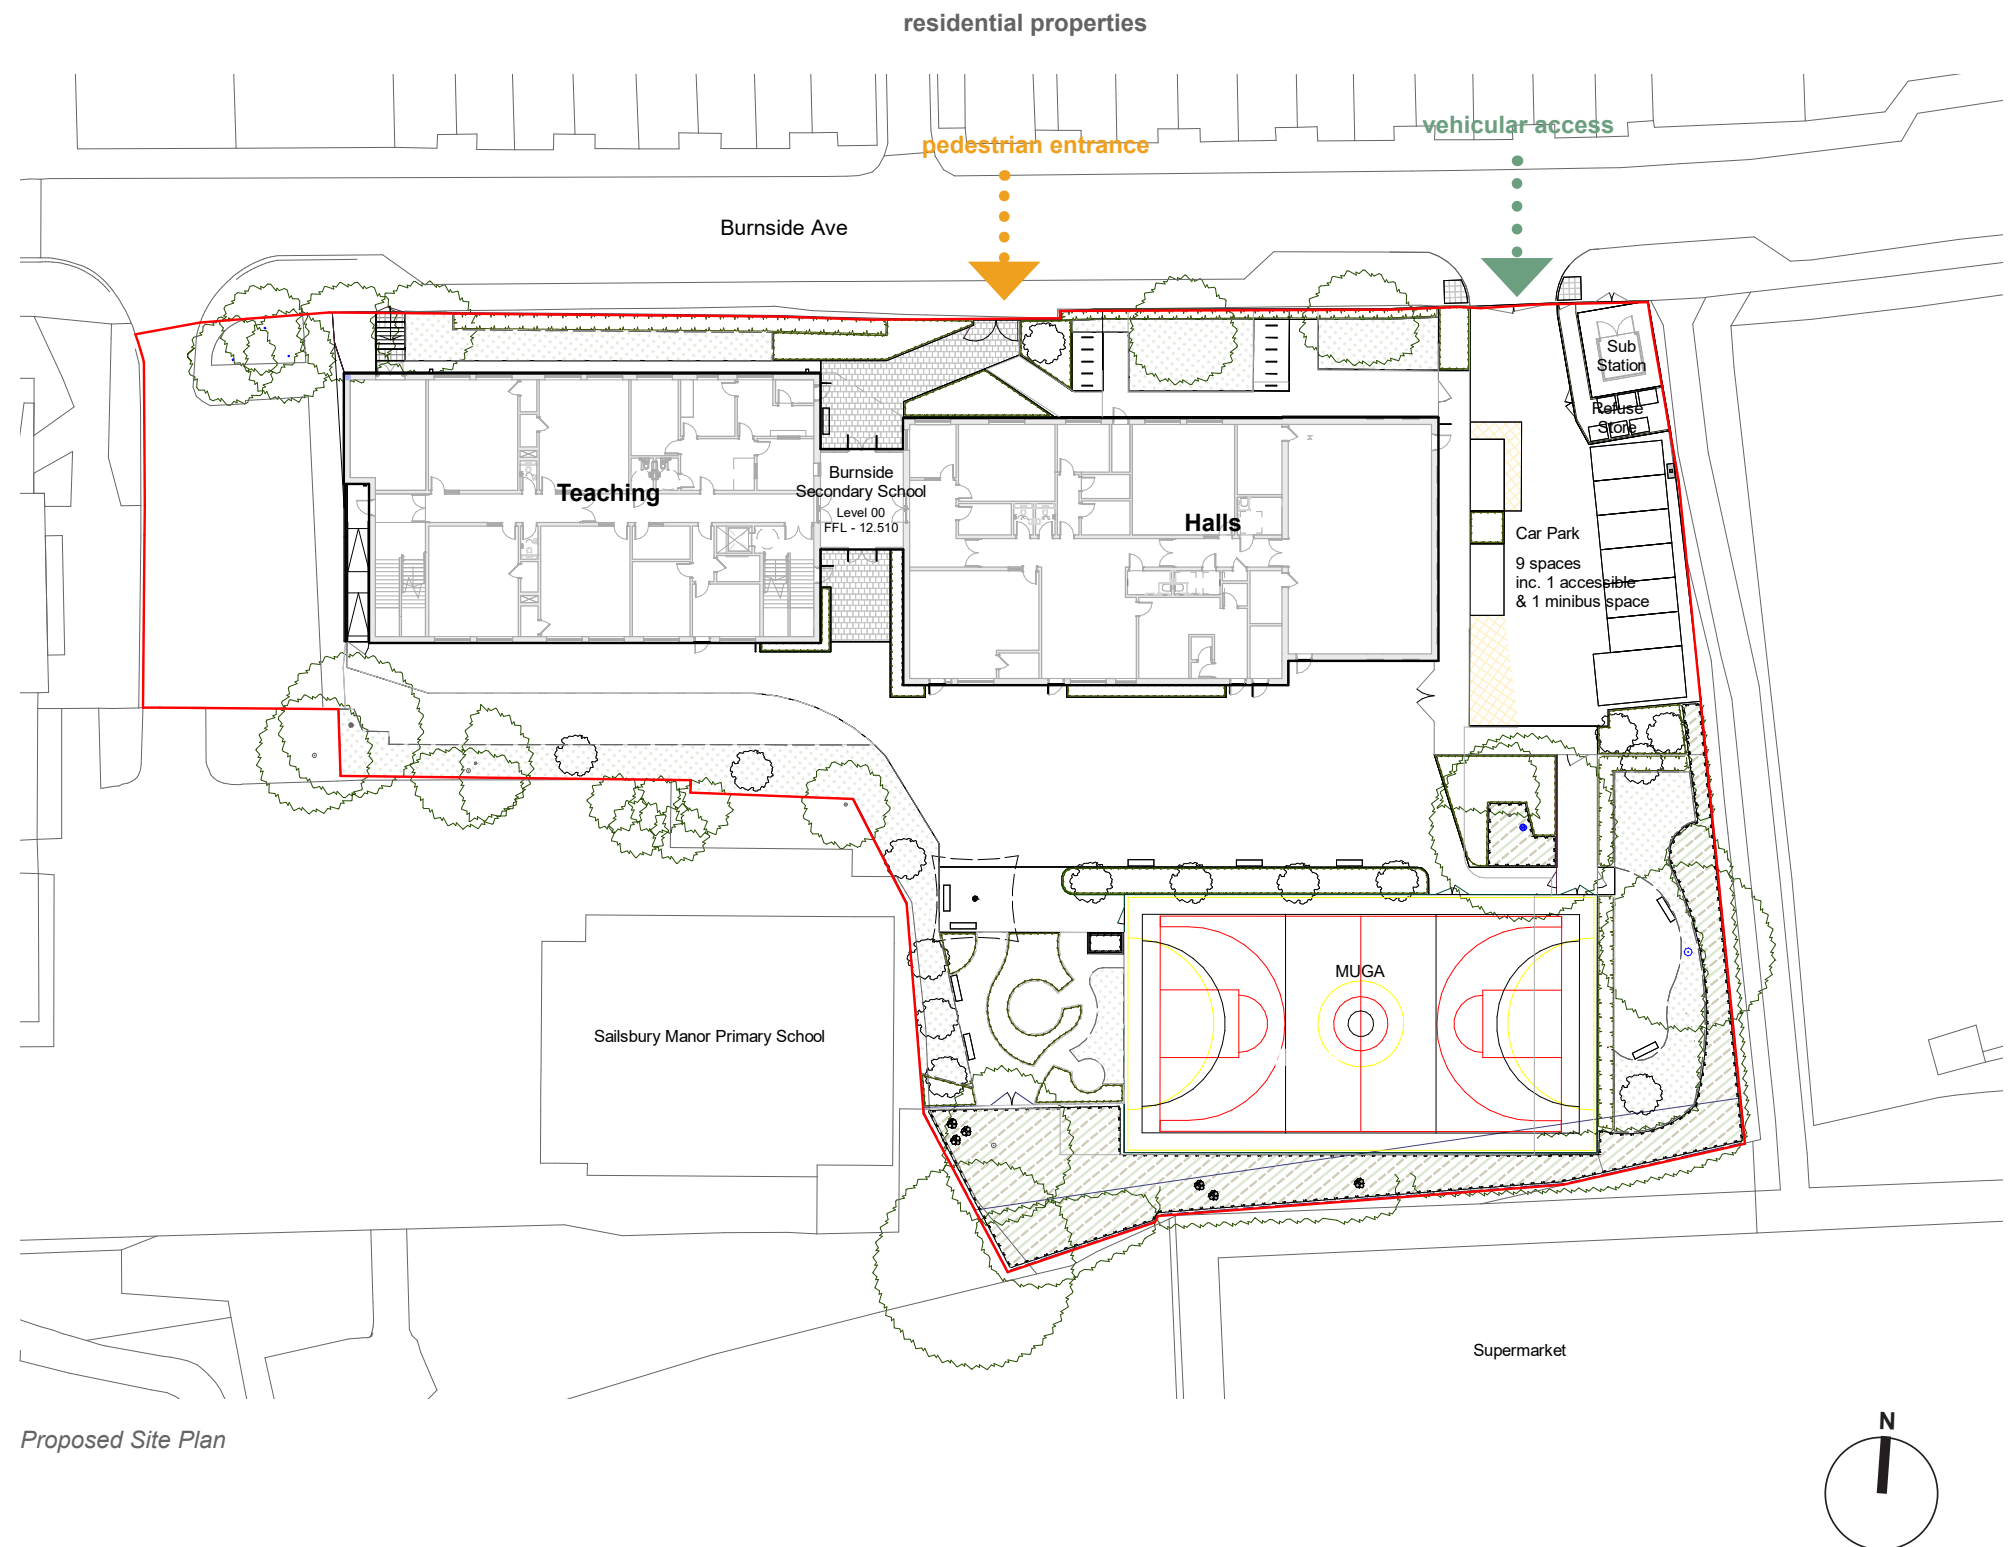 residential properties
vehicular access
pedestrian entrance
Burnside Ave
Sub
Station
Refuse
Store
Teaching
Burnside
Secondary School
Level 00
FFL - 12.510
Halls
Car Park
9 spaces
inc. 1 accessible
& 1 minibus space
MUGA
Sailsbury Manor Primary School
Supermarket
Proposed Site Plan
N